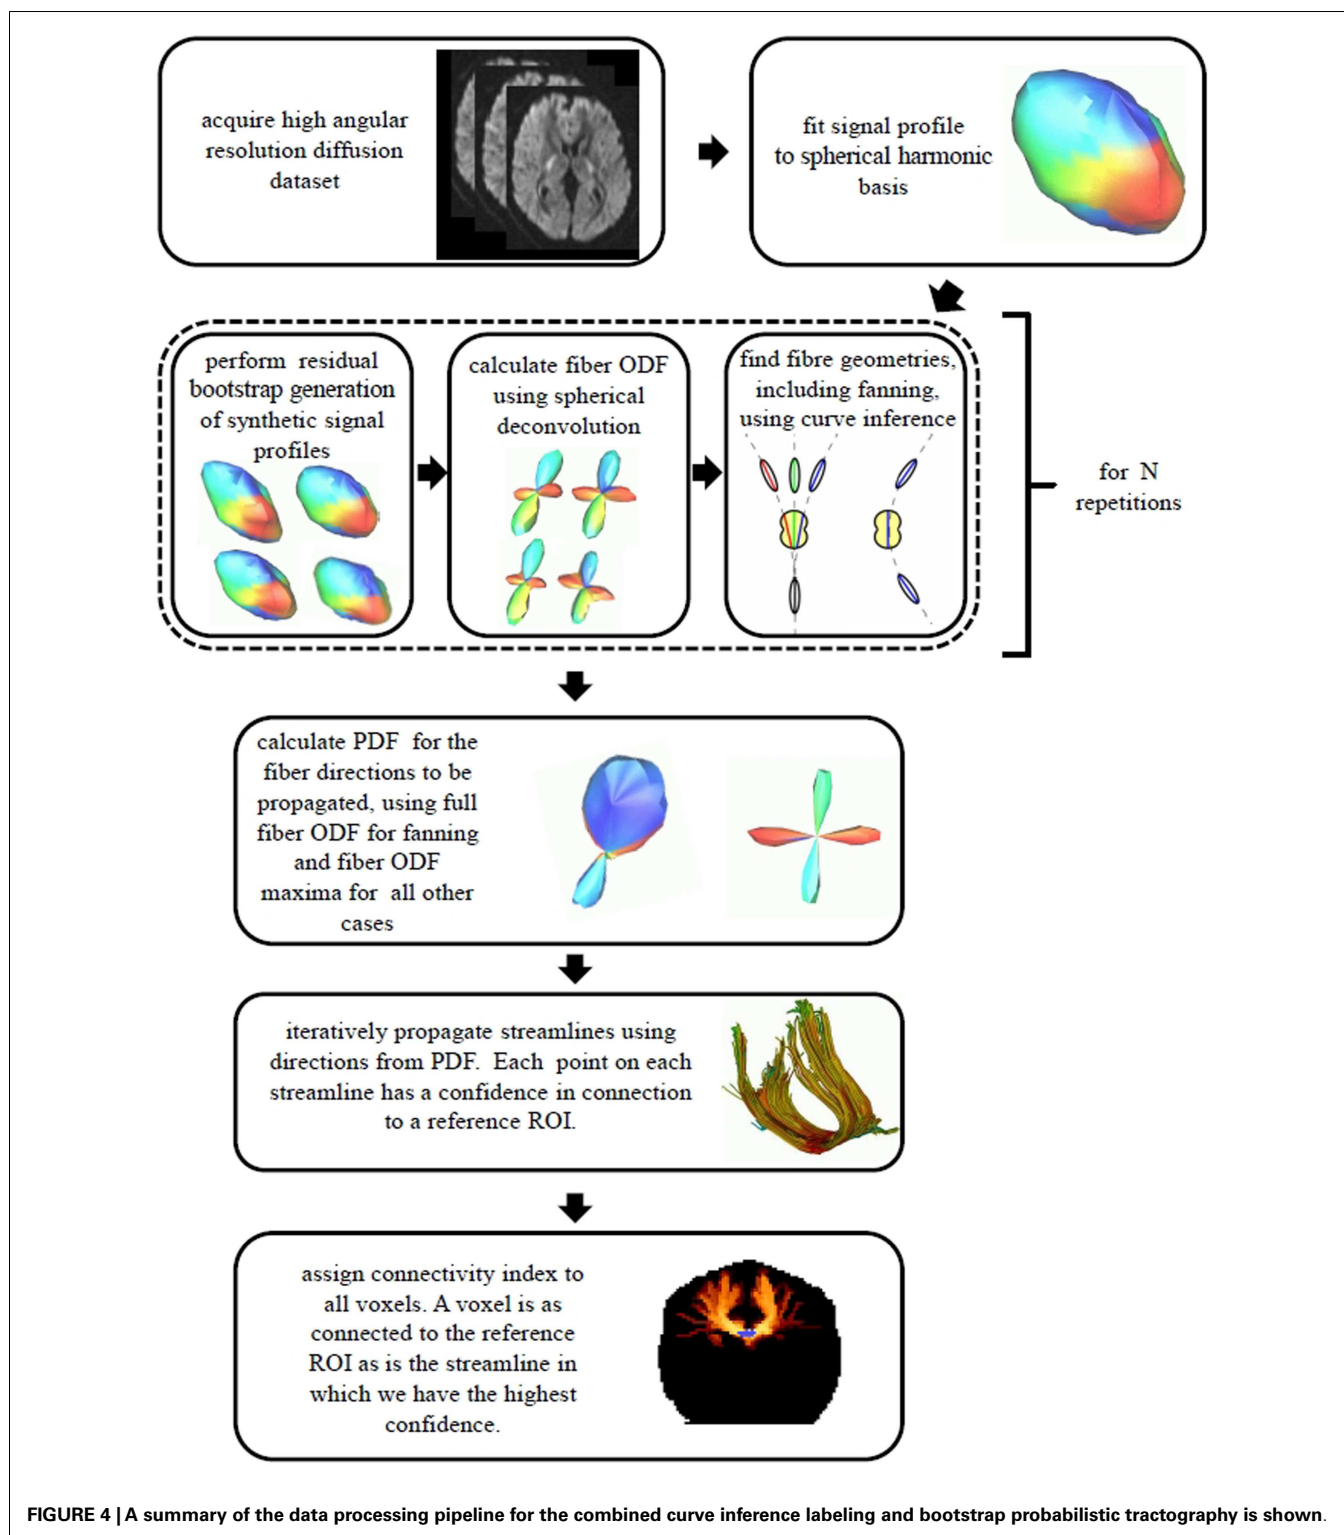 acquire high angular
resolution diffusion
dataset
fit signal profile
to spherical harmonic
basis
perform residual
bootstrap generation
of synthetic signal
profiles
calculate fiber ODF
using spherical
deconvolution
find fibre geometries,
including fanning,
using curve inference
for N
repetitions
calculate PDF for the
fiber directions to be
propagated, using full
fiber ODF for fanning
and fiber ODF
maxima for all other
cases
iteratively propagate streamlines using
directions from PDF. Each point on each
streamline has a confidence in connection
to a reference ROI.
assign connectivity index to
all voxels. A voxel is as
connected to the reference
ROI as is the streamline in
which we have the highest
confidence.
FIGURE 4 | A summary of the data processing pipeline for the combined curve inference labeling and bootstrap probabilistic tractography is shown.